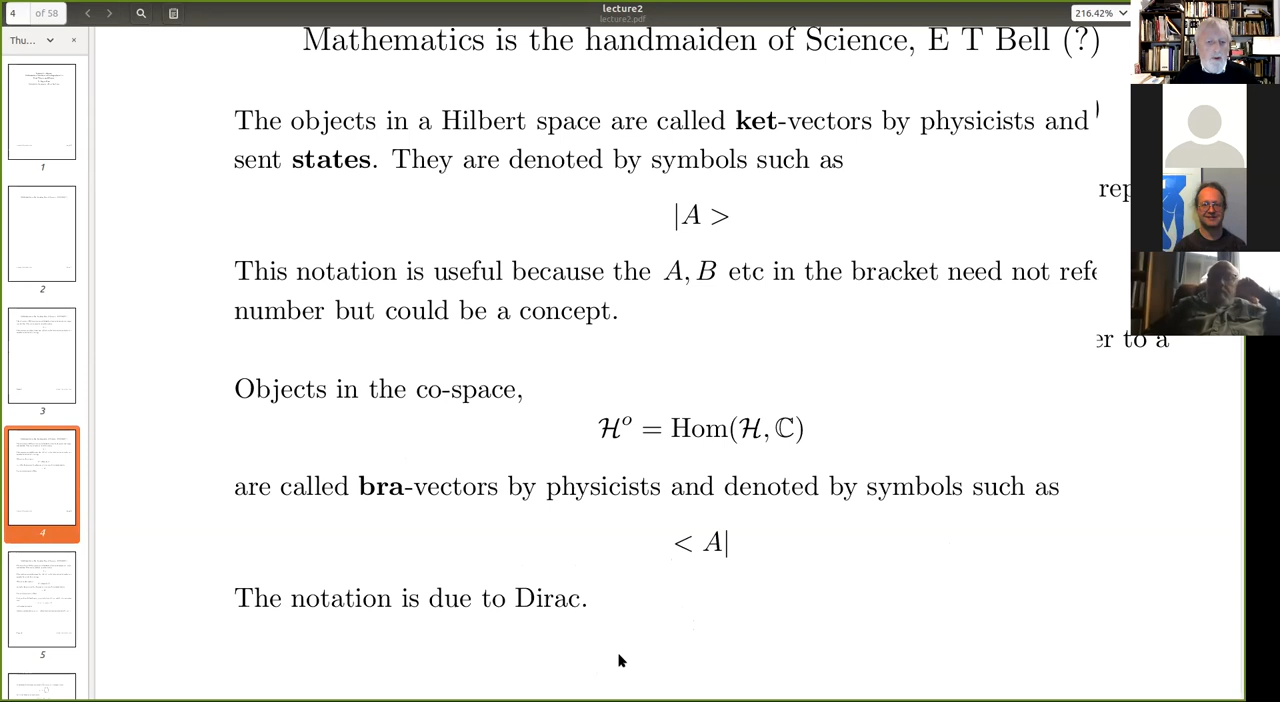 4 of 58
lecture2
lecture2.pdf
216.42%
Thu...
1
2
3
4
5
Mathematics is the handmaiden of Science, E T Bell (?)
The objects in a Hilbert space are called ket-vectors by physicists and
rep
sent states. They are denoted by symbols such as
|A >
This notation is useful because the A, B etc in the bracket need not refe
er to a
number but could be a concept.
Objects in the co-space,
ℋᵒ = Hom(ℋ, ℂ)
are called bra-vectors by physicists and denoted by symbols such as
< A|
The notation is due to Dirac.